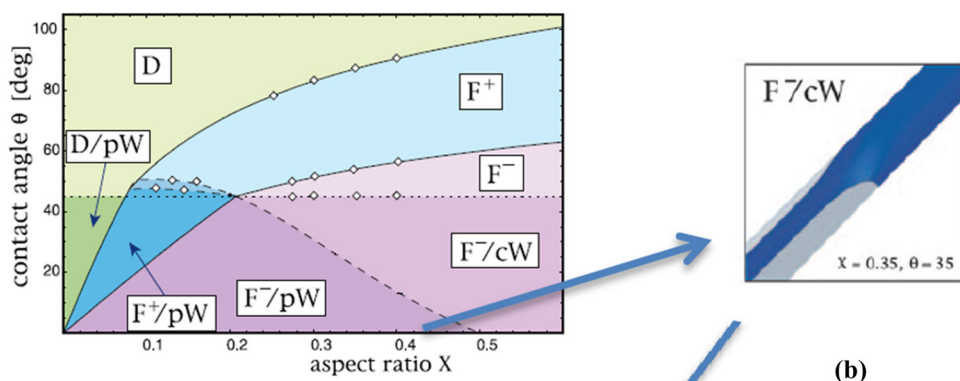 contact angle θ [deg]
100
80
60
40
20
D
F⁺
D/pW
F⁻
F⁻/cW
F⁺/pW
F⁻/pW
0.1 0.2 0.3 0.4 0.5
aspect ratio X
F⁻/cW
X = 0.35, θ = 35
(b)